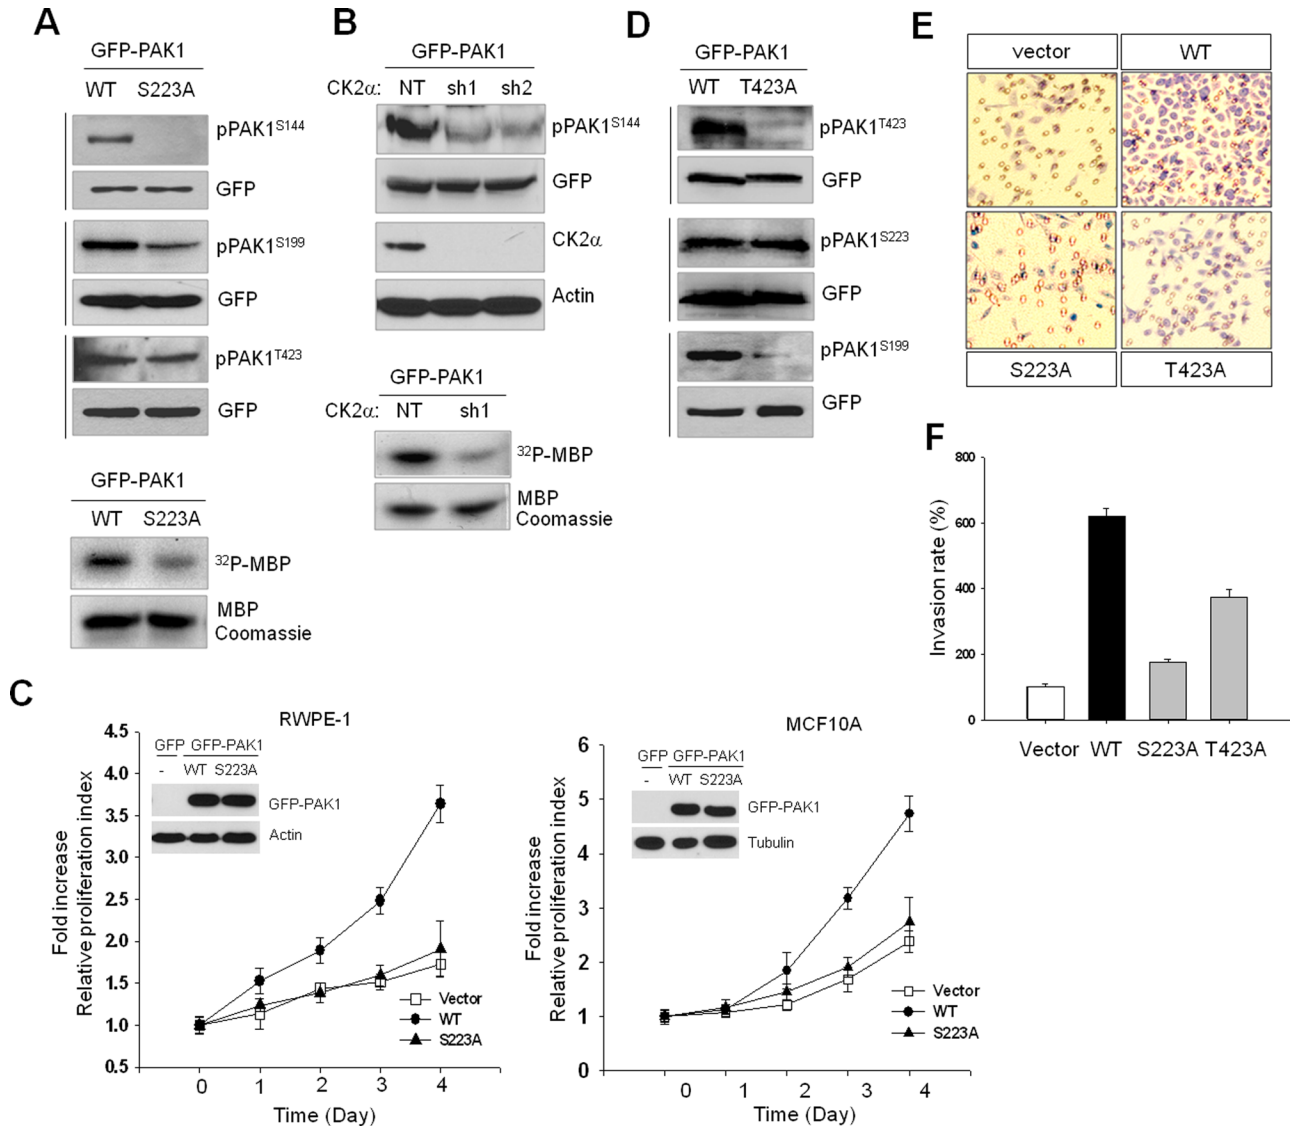 A
GFP-PAK1
WT S223A
pPAK1S144
GFP
pPAK1S199
GFP
pPAK1T423
GFP
GFP-PAK1
WT S223A
32P-MBP
MBP
Coomassie
B
GFP-PAK1
CK2α: NT sh1 sh2
pPAK1S144
GFP
CK2α
Actin
GFP-PAK1
CK2α: NT sh1
32P-MBP
MBP
Coomassie
D
GFP-PAK1
WT T423A
pPAK1T423
GFP
pPAK1S223
GFP
pPAK1S199
GFP
E
vector WT
S223A T423A
F
Invasion rate (%)
800
600
400
200
0
Vector WT S223A T423A
C
RWPE-1
Fold increase
Relative proliferation index
4.5
4.0
3.5
3.0
2.5
2.0
1.5
1.0
0.5
GFP GFP-PAK1
- WT S223A
GFP-PAK1
Actin
Vector
WT
S223A
0 1 2 3 4
Time (Day)
MCF10A
Fold increase
Relative proliferation index
6
5
4
3
2
1
0
GFP GFP-PAK1
- WT S223A
GFP-PAK1
Tubulin
Vector
WT
S223A
0 1 2 3 4
Time (Day)